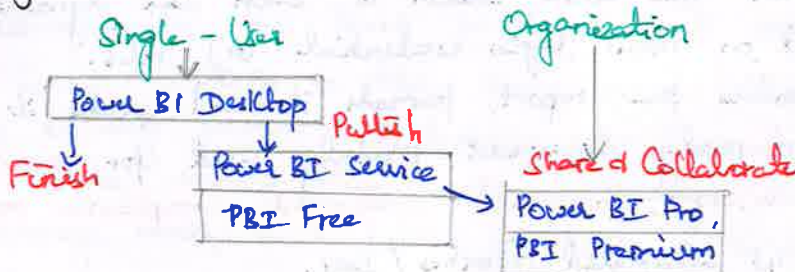 Single - User
Organization
Power BI Desktop
Publish
Finish
Power BI Service
Share & Collaborate
PBI Free
Power BI Pro,
PBI Premium